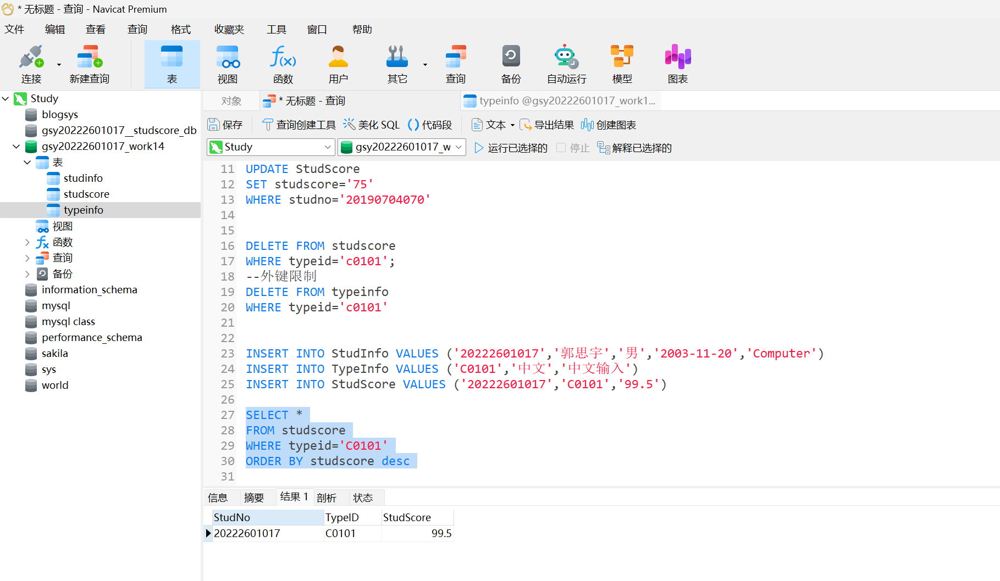 * 无标题 - 查询 - Navicat Premium
文件 编辑 查看 查询 格式 收藏夹 工具 窗口 帮助
连接 新建查询 表 视图 函数 用户 其它 查询 备份 自动运行 模型 图表
Study
blogsys
gsy20222601017__studscore_db
gsy20222601017_work14
表
studinfo
studscore
typeinfo
视图
函数
查询
备份
information_schema
mysql
mysql class
performance_schema
sakila
sys
world
对象 * 无标题 - 查询 typeinfo @gsy20222601017_work1...
保存 查询创建工具 美化 SQL () 代码段 文本 导出结果 创建图表
Study gsy20222601017_w 运行已选择的 停止 解释已选择的
11 UPDATE StudScore
12 SET studscore='75'
13 WHERE studno='20190704070'
14
15
16 DELETE FROM studscore
17 WHERE typeid='c0101';
18 --外键限制
19 DELETE FROM typeinfo
20 WHERE typeid='c0101'
21
22
23 INSERT INTO StudInfo VALUES ('20222601017','郭思宇','男','2003-11-20','Computer')
24 INSERT INTO TypeInfo VALUES ('C0101','中文','中文输入')
25 INSERT INTO StudScore VALUES ('20222601017','C0101','99.5')
26
27 SELECT *
28 FROM studscore
29 WHERE typeid='C0101'
30 ORDER BY studscore desc
31
信息 摘要 结果 1 剖析 状态
StudNo TypeID StudScore
20222601017 C0101 99.5